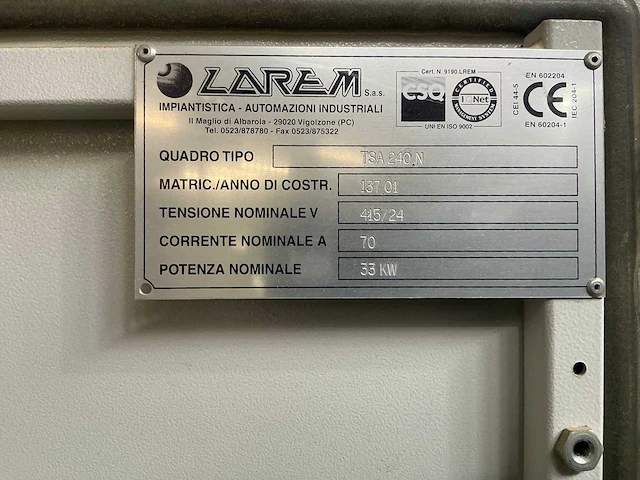 LAREM S.a.s.
IMPIANTISTICA - AUTOMAZIONI INDUSTRIALI
Il Maglio di Albarola - 29020 Vigolzone (PC)
Tel. 0523/878780 - Fax 0523/875322
Cert. N. 9190.LREM
CSQ
CERTIFIED
IQNet
MANAGEMENT SYSTEM
UNI EN ISO 9002
CEI 44-5
EN 602204
CE
EN 60204-1
IEC 204-1
QUADRO TIPO TSA 240.N
MATRIC./ANNO DI COSTR. 137.01
TENSIONE NOMINALE V 415/24
CORRENTE NOMINALE A 70
POTENZA NOMINALE 33 KW